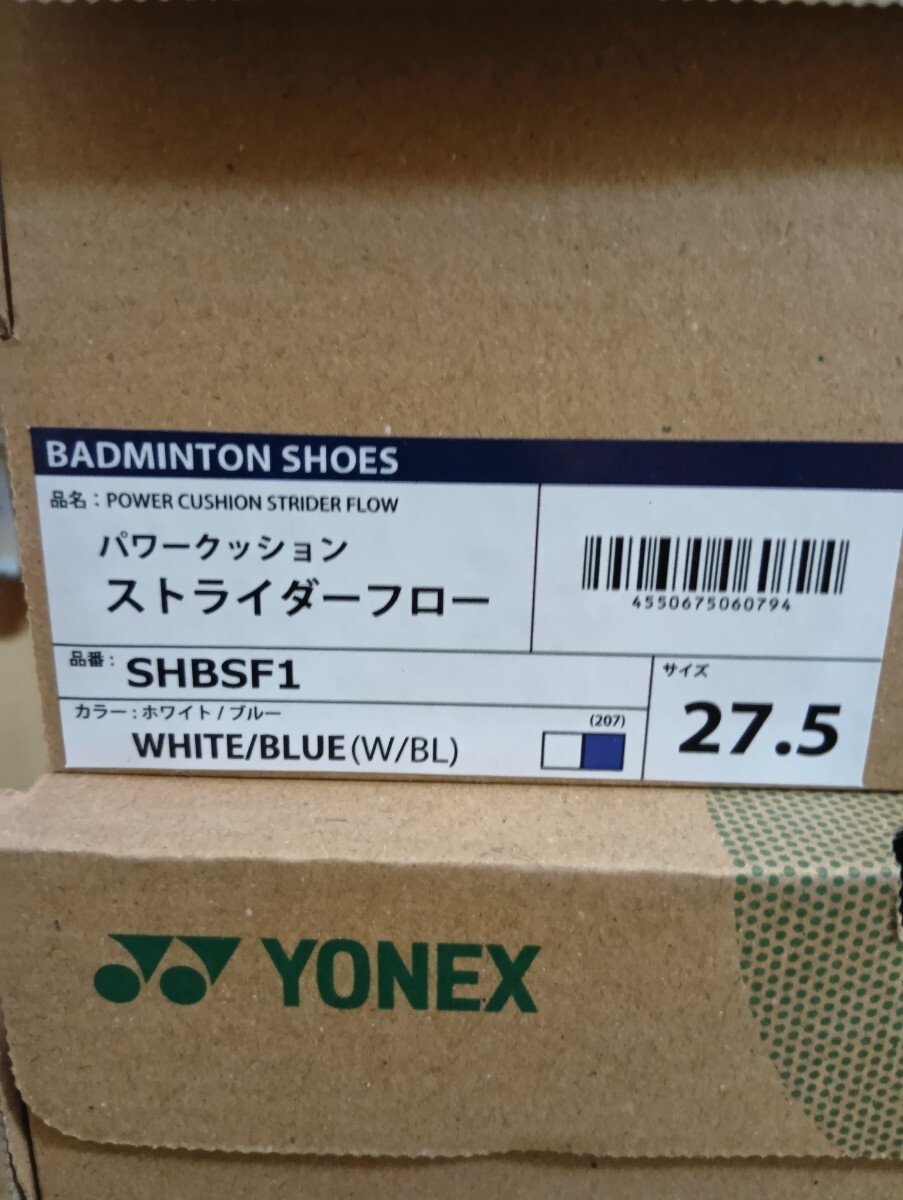 BADMINTON SHOES
品名：POWER CUSHION STRIDER FLOW
パワークッション
ストライダーフロー
4550675060794
品番：
SHBSF1
カラー：ホワイト / ブルー
(207)
WHITE/BLUE(W/BL)
サイズ
27.5
YONEX